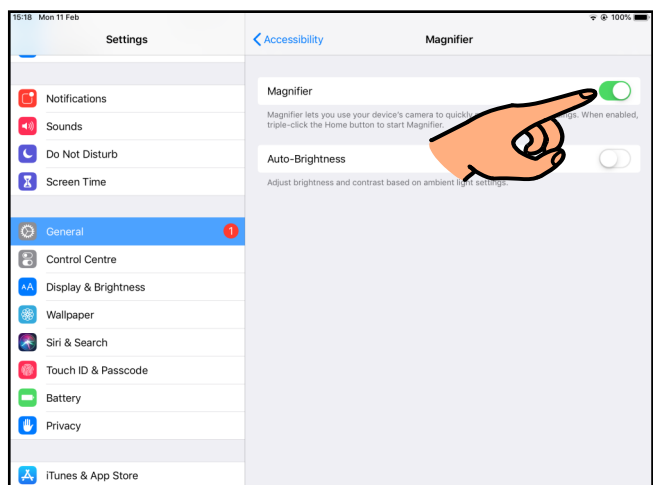 15:18 Mon 11 Feb
100%
Settings
Accessibility
Magnifier
Notifications
Sounds
Do Not Disturb
Screen Time
General
1
Control Centre
AA Display & Brightness
Wallpaper
Siri & Search
Touch ID & Passcode
Battery
Privacy
iTunes & App Store
Magnifier
Magnifier lets you use your device's camera to quickly ngs. When enabled,
triple-click the Home button to start Magnifier.
Auto-Brightness
Adjust brightness and contrast based on ambient light settings.